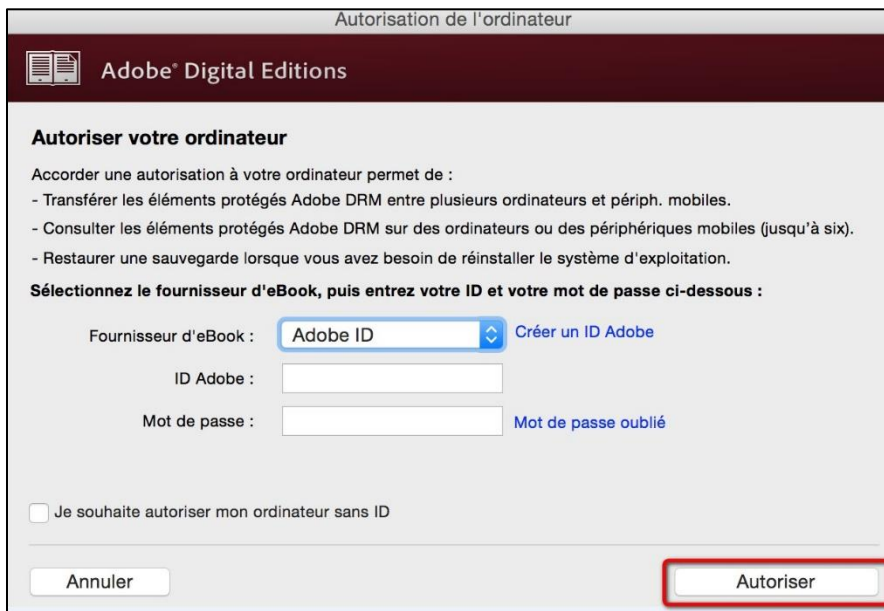 Autorisation de l'ordinateur
Adobe® Digital Editions
Autoriser votre ordinateur
Accorder une autorisation à votre ordinateur permet de :
- Transférer les éléments protégés Adobe DRM entre plusieurs ordinateurs et périph. mobiles.
- Consulter les éléments protégés Adobe DRM sur des ordinateurs ou des périphériques mobiles (jusqu'à six).
- Restaurer une sauvegarde lorsque vous avez besoin de réinstaller le système d'exploitation.
Sélectionnez le fournisseur d'eBook, puis entrez votre ID et votre mot de passe ci-dessous :
Fournisseur d'eBook : Adobe ID Créer un ID Adobe
ID Adobe :
Mot de passe : Mot de passe oublié
Je souhaite autoriser mon ordinateur sans ID
Annuler Autoriser